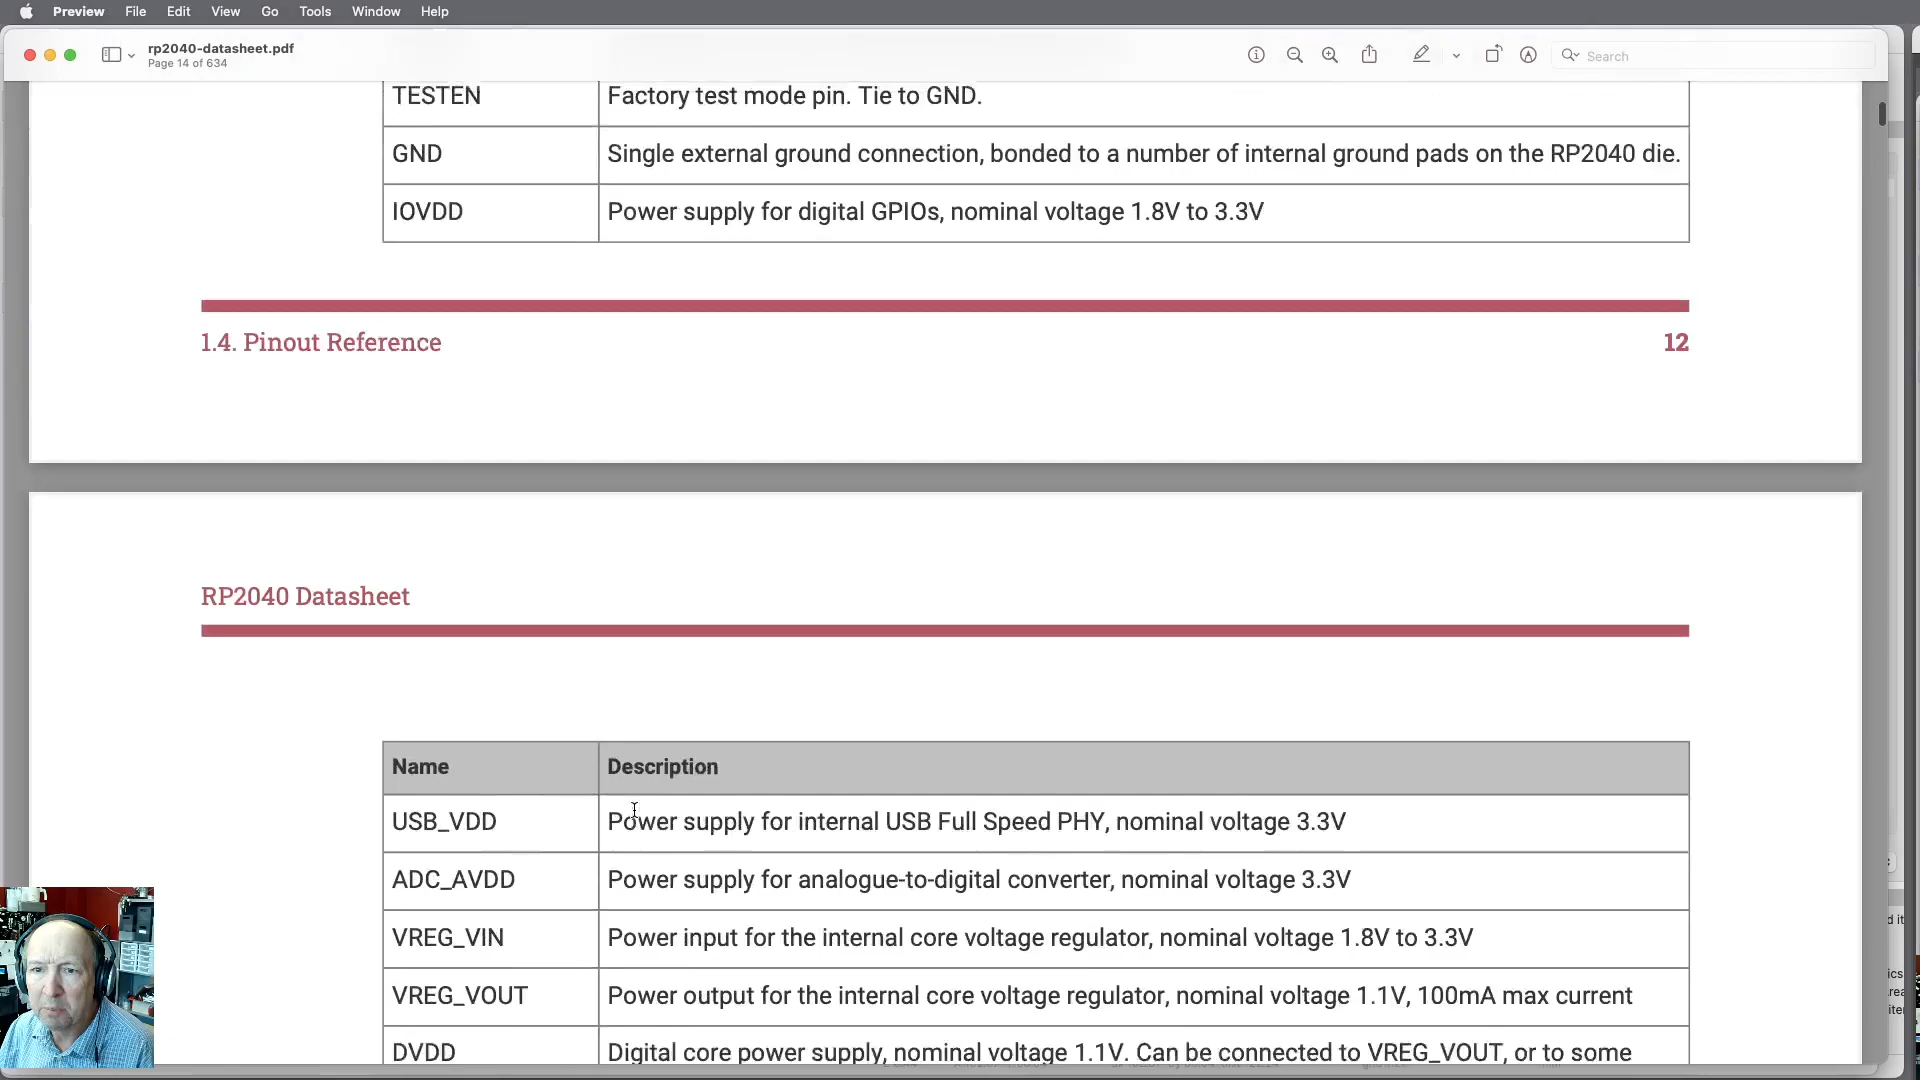 Preview File Edit View Go Tools Window Help
rp2040-datasheet.pdf
Page 14 of 634
Search
TESTEN Factory test mode pin. Tie to GND.
GND Single external ground connection, bonded to a number of internal ground pads on the RP2040 die.
IOVDD Power supply for digital GPIOs, nominal voltage 1.8V to 3.3V
1.4. Pinout Reference 12
RP2040 Datasheet
Name Description
USB_VDD Power supply for internal USB Full Speed PHY, nominal voltage 3.3V
ADC_AVDD Power supply for analogue-to-digital converter, nominal voltage 3.3V
VREG_VIN Power input for the internal core voltage regulator, nominal voltage 1.8V to 3.3V
VREG_VOUT Power output for the internal core voltage regulator, nominal voltage 1.1V, 100mA max current
DVDD Digital core power supply, nominal voltage 1.1V. Can be connected to VREG_VOUT, or to some